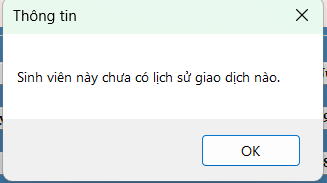 Thông tin
Sinh viên này chưa có lịch sử giao dịch nào.
OK